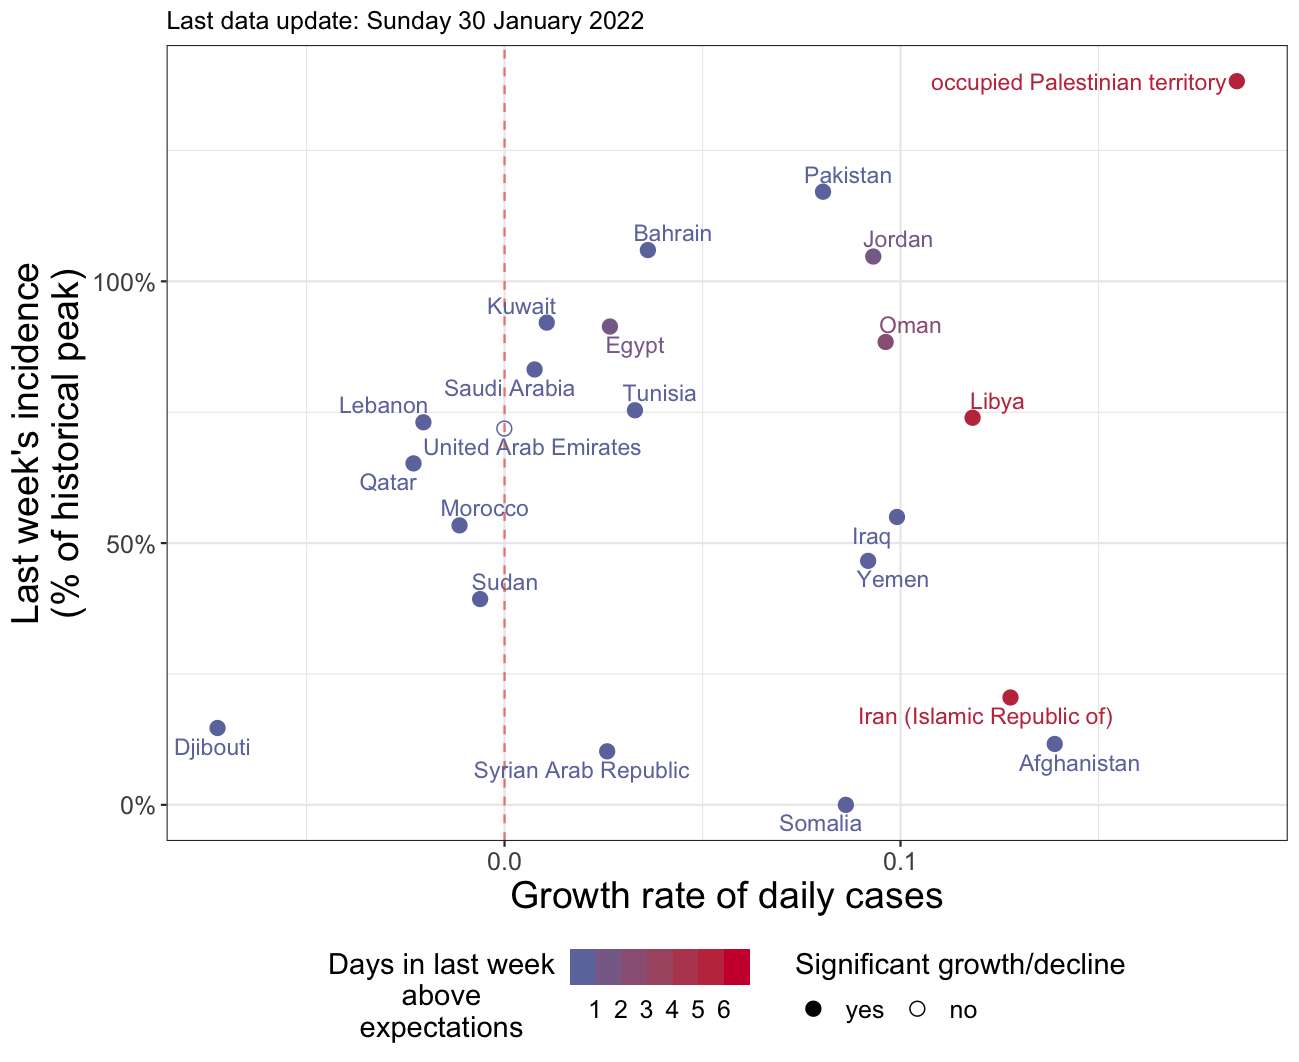 Last data update: Sunday 30 January 2022
occupied Palestinian territory
Pakistan
Bahrain
Jordan
Last week's incidence
(% of historical peak)
100%
Kuwait
Egypt
Oman
Saudi Arabia
Tunisia
Lebanon
Libya
United Arab Emirates
Qatar
Morocco
50%
Iraq
Yemen
Sudan
Iran (Islamic Republic of)
Djibouti
Afghanistan
Syrian Arab Republic
0%
Somalia
0.0 0.1
Growth rate of daily cases
Days in last week
above
expectations
1 2 3 4 5 6
Significant growth/decline
yes no